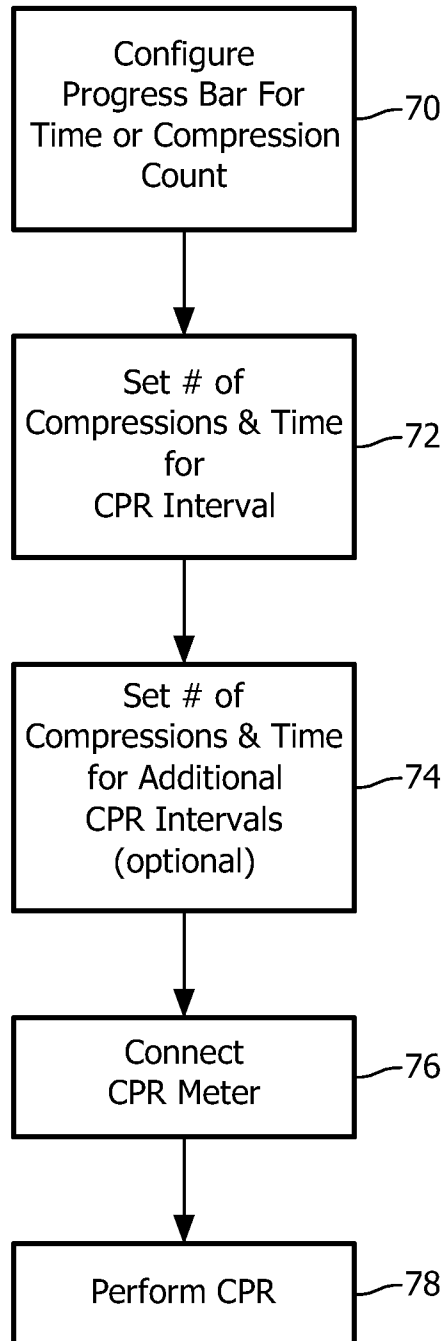 Configure
Progress Bar For
Time or Compression
Count
70
Set # of
Compressions & Time
for
CPR Interval
72
Set # of
Compressions & Time
for Additional
CPR Intervals
(optional)
74
Connect
CPR Meter
76
Perform CPR
78